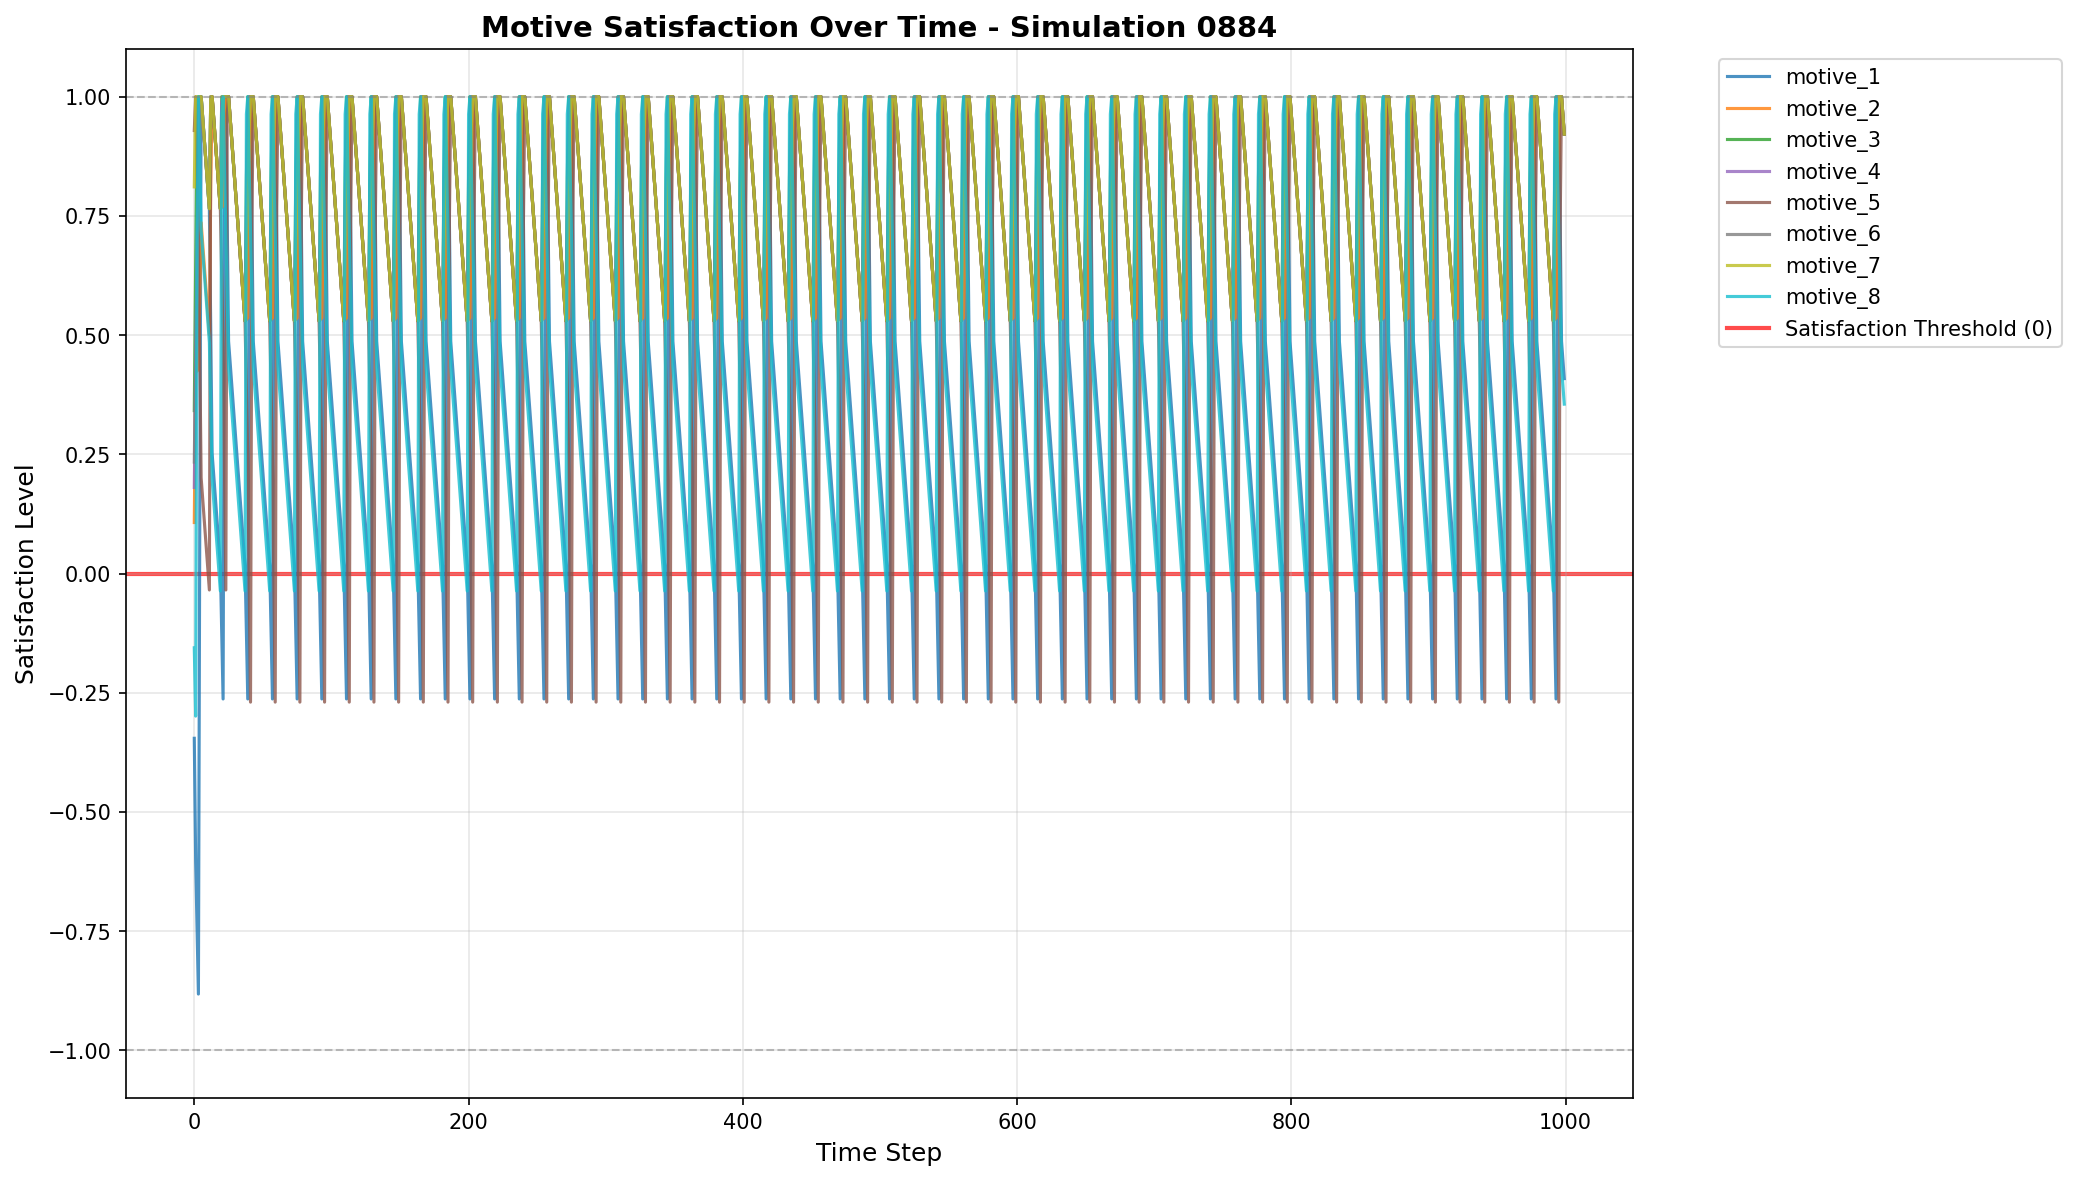 Motive Satisfaction Over Time - Simulation 0884
1.00
0.75
0.50
0.25
0.00
−0.25
−0.50
−0.75
−1.00
Satisfaction Level
0
200
400
600
800
1000
Time Step
motive_1
motive_2
motive_3
motive_4
motive_5
motive_6
motive_7
motive_8
Satisfaction Threshold (0)